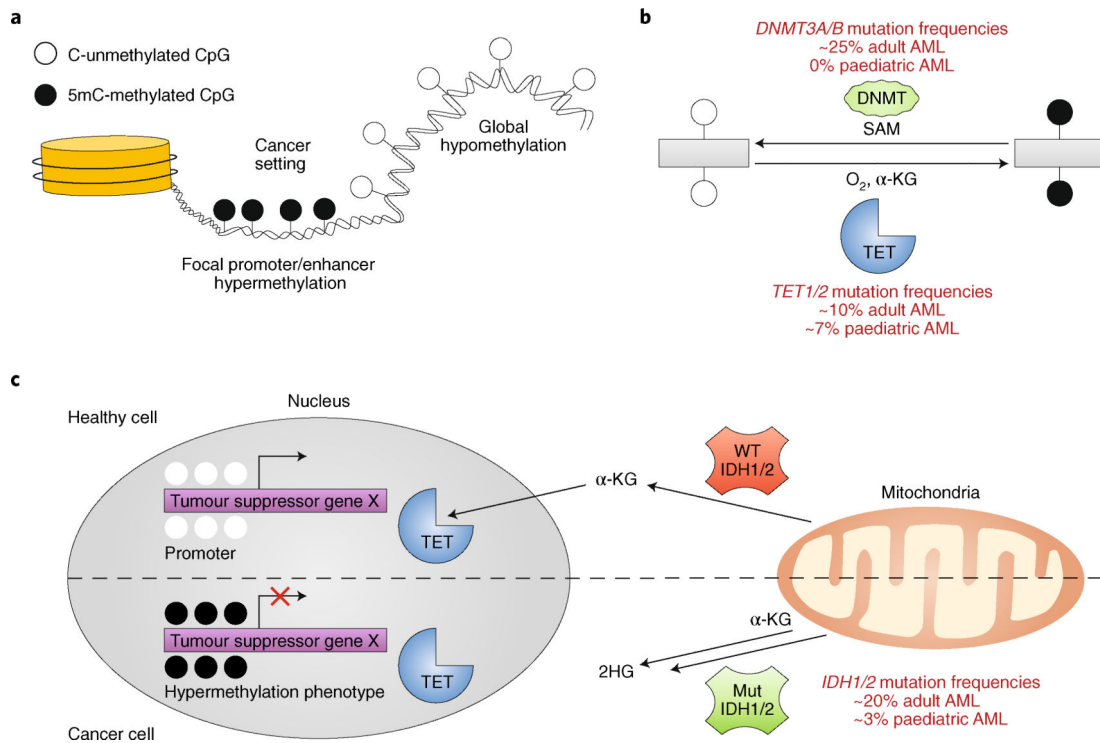 a
C-unmethylated CpG
5mC-methylated CpG
Cancer
setting
Global
hypomethylation
Focal promoter/enhancer
hypermethylation
b
DNMT3A/B mutation frequencies
~25% adult AML
0% paediatric AML
DNMT
SAM
O₂, α-KG
TET
TET1/2 mutation frequencies
~10% adult AML
~7% paediatric AML
c
Nucleus
Healthy cell
Tumour suppressor gene X
Promoter
TET
α-KG
WT
IDH1/2
Mitochondria
Tumour suppressor gene X
Hypermethylation phenotype
TET
Cancer cell
α-KG
2HG
Mut
IDH1/2
IDH1/2 mutation frequencies
~20% adult AML
~3% paediatric AML